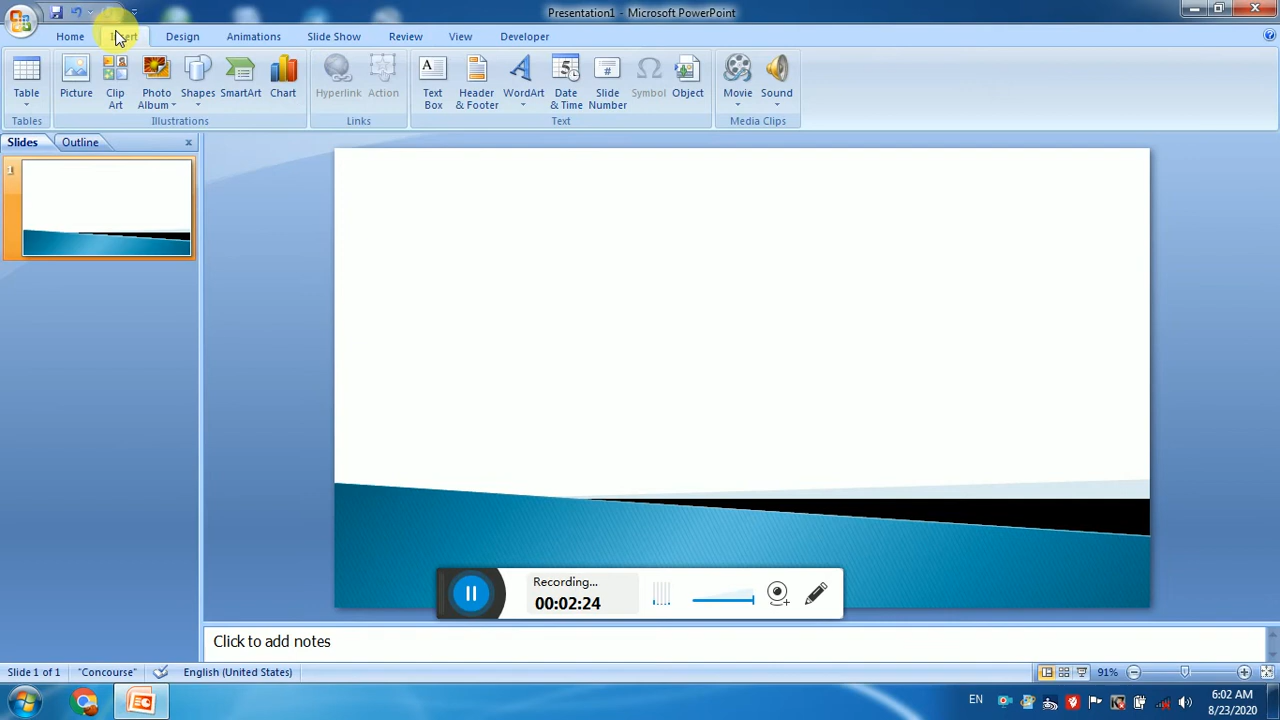 Presentation1 - Microsoft PowerPoint
Home Insert Design Animations Slide Show Review View Developer
Table Picture Clip Art Photo Album Shapes SmartArt Chart Hyperlink Action Text Box Header & Footer WordArt Date & Time Slide Number Symbol Object Movie Sound
Tables Illustrations Links Text Media Clips
Slides Outline
1
Recording...
00:02:24
Click to add notes
Slide 1 of 1 "Concourse" English (United States) 91%
EN 6:02 AM
8/23/2020